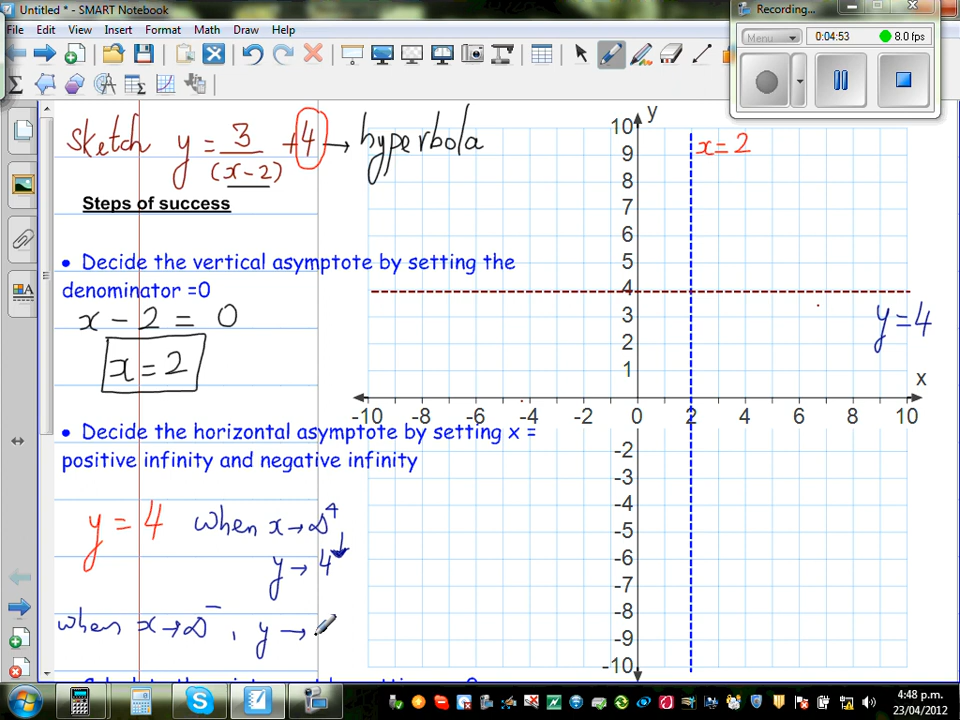 Untitled * - SMART Notebook
Recording...
File Edit View Insert Format Math Draw Help
Menu 0:04:53 8.0 fps
sketch y = 3/(x-2) +4 → hyperbola
Steps of success
• Decide the vertical asymptote by setting the
denominator =0
x - 2 = 0
x = 2
• Decide the horizontal asymptote by setting x =
positive infinity and negative infinity
y = 4 when x → ∞⁺
y → 4↓
when x → ∞⁻, y →
y
x = 2
10
9
8
7
6
5
4
3
2
1
y = 4
x
-10 -8 -6 -4 -2 0 2 4 6 8 10
-2
-3
-4
-5
-6
-7
-8
-9
-10
4:48 p.m.
23/04/2012